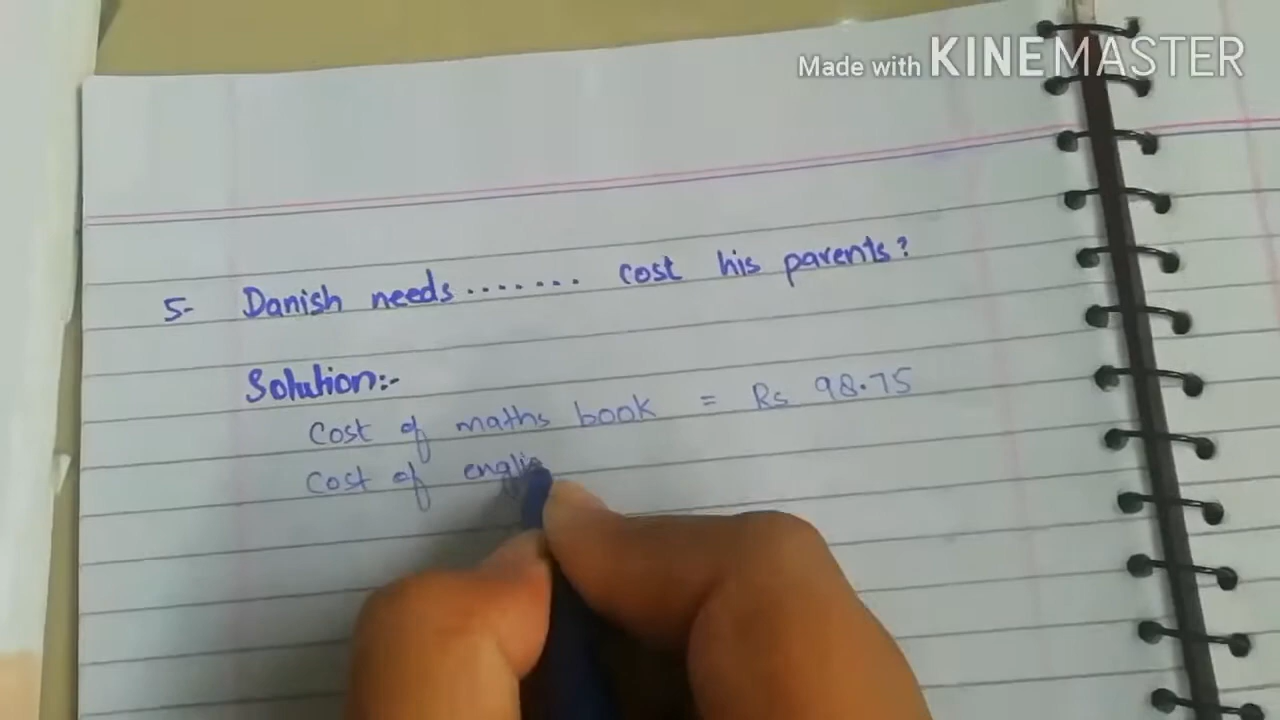 Made with KINEMASTER
5- Danish needs ....... cost his parents?
Solution:-
Cost of maths book = Rs 98.75
Cost of englis